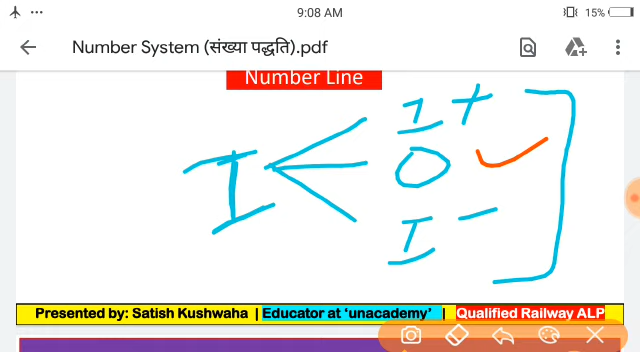 9:08 AM
15%
Number System (संख्या पद्धति).pdf
Number Line
I
I +
0
I −
Presented by: Satish Kushwaha | Educator at 'unacademy' | Qualified Railway ALP